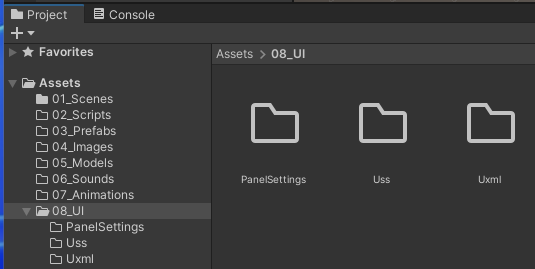 Project Console
Favorites
Assets
01_Scenes
02_Scripts
03_Prefabs
04_Images
05_Models
06_Sounds
07_Animations
08_UI
PanelSettings
Uss
Uxml
Assets > 08_UI
PanelSettings Uss Uxml